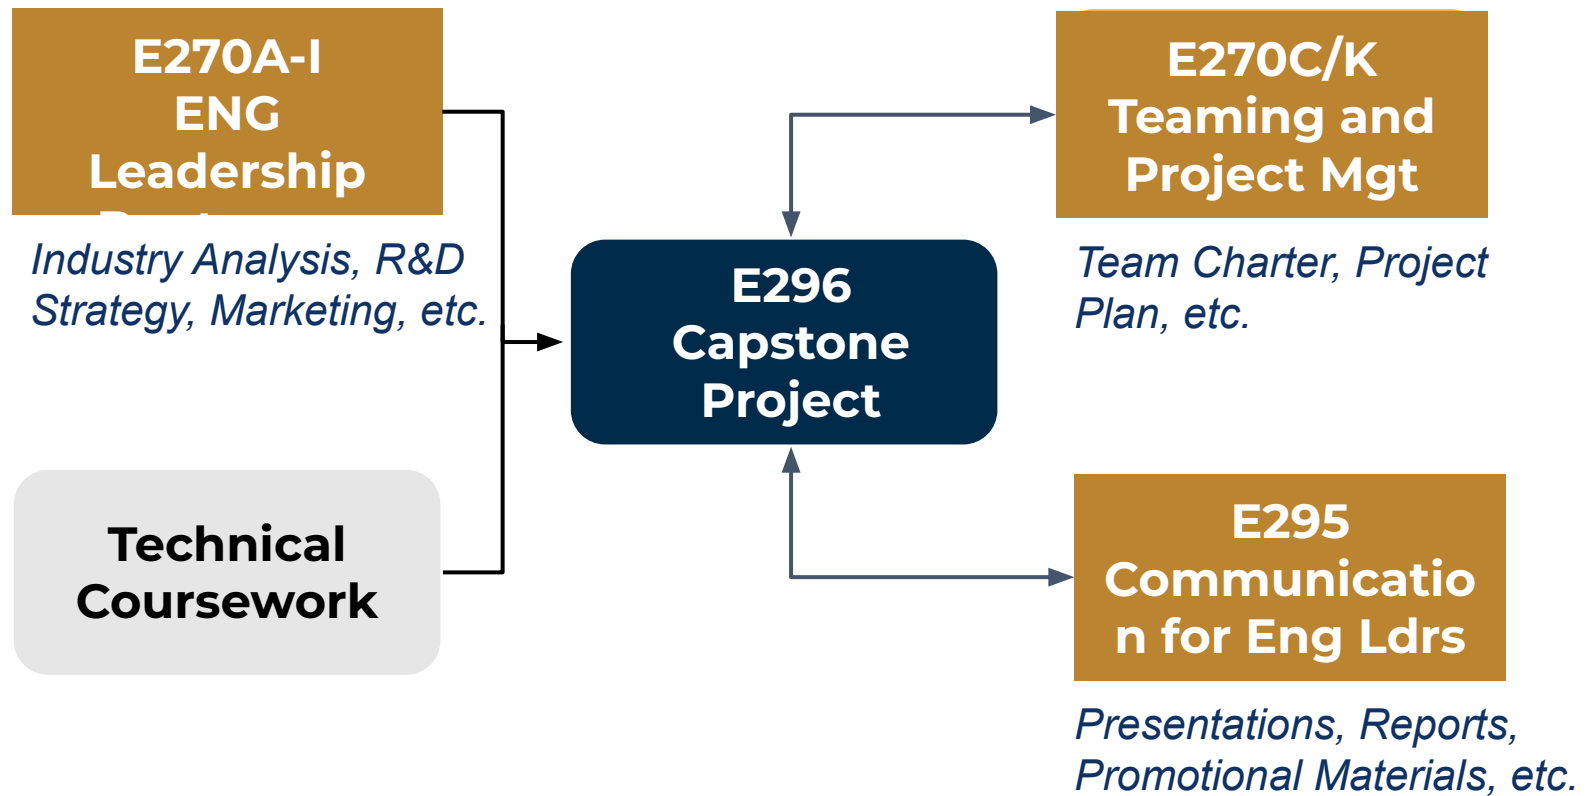 E270A-I
ENG
Leadership
Industry Analysis, R&D
Strategy, Marketing, etc.
Technical
Coursework
E296
Capstone
Project
E270C/K
Teaming and
Project Mgt
Team Charter, Project
Plan, etc.
E295
Communicatio
n for Eng Ldrs
Presentations, Reports,
Promotional Materials, etc.